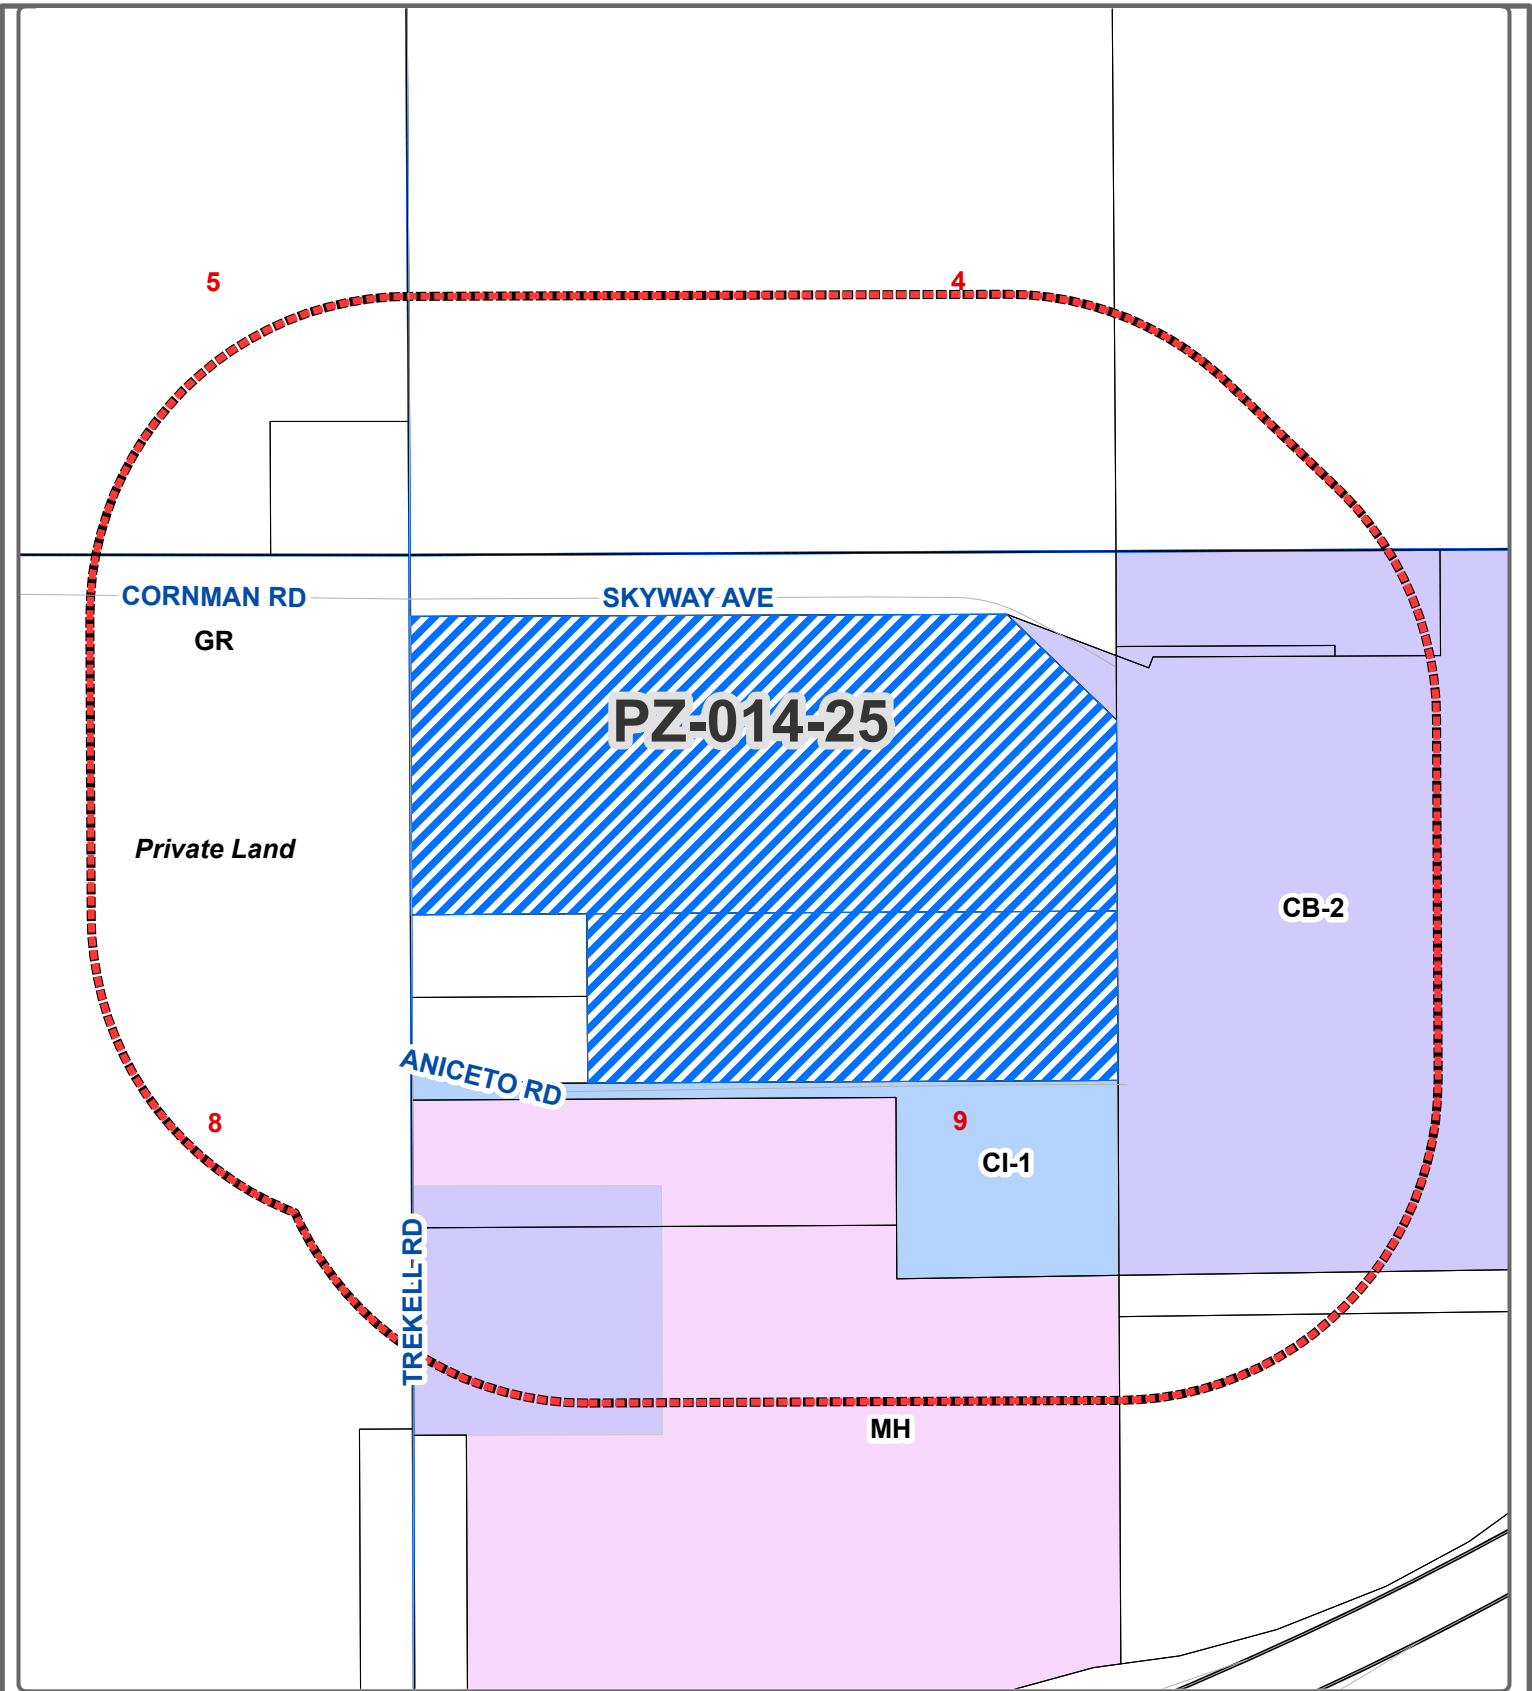 5
4
CORNMAN RD
SKYWAY AVE
GR
PZ-014-25
Private Land
CB-2
ANICETO RD
8
9
CI-1
TREKELL RD
MH